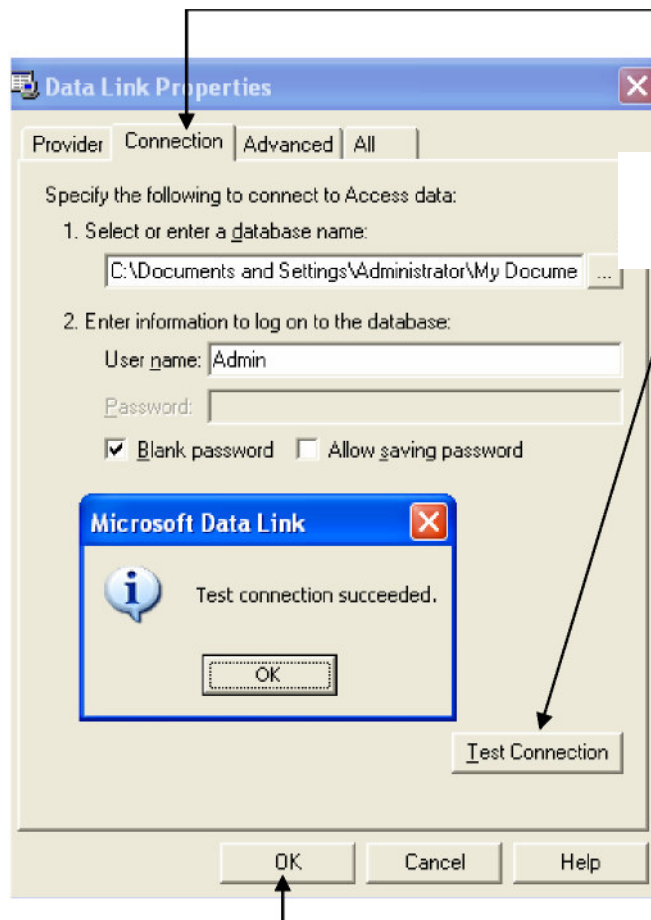 Data Link Properties
Provider Connection Advanced All
Specify the following to connect to Access data:
1. Select or enter a database name:
C:\Documents and Settings\Administrator\My Docume ...
2. Enter information to log on to the database:
User name: Admin
Password:
Blank password Allow saving password
Microsoft Data Link
Test connection succeeded.
OK
Test Connection
OK Cancel Help